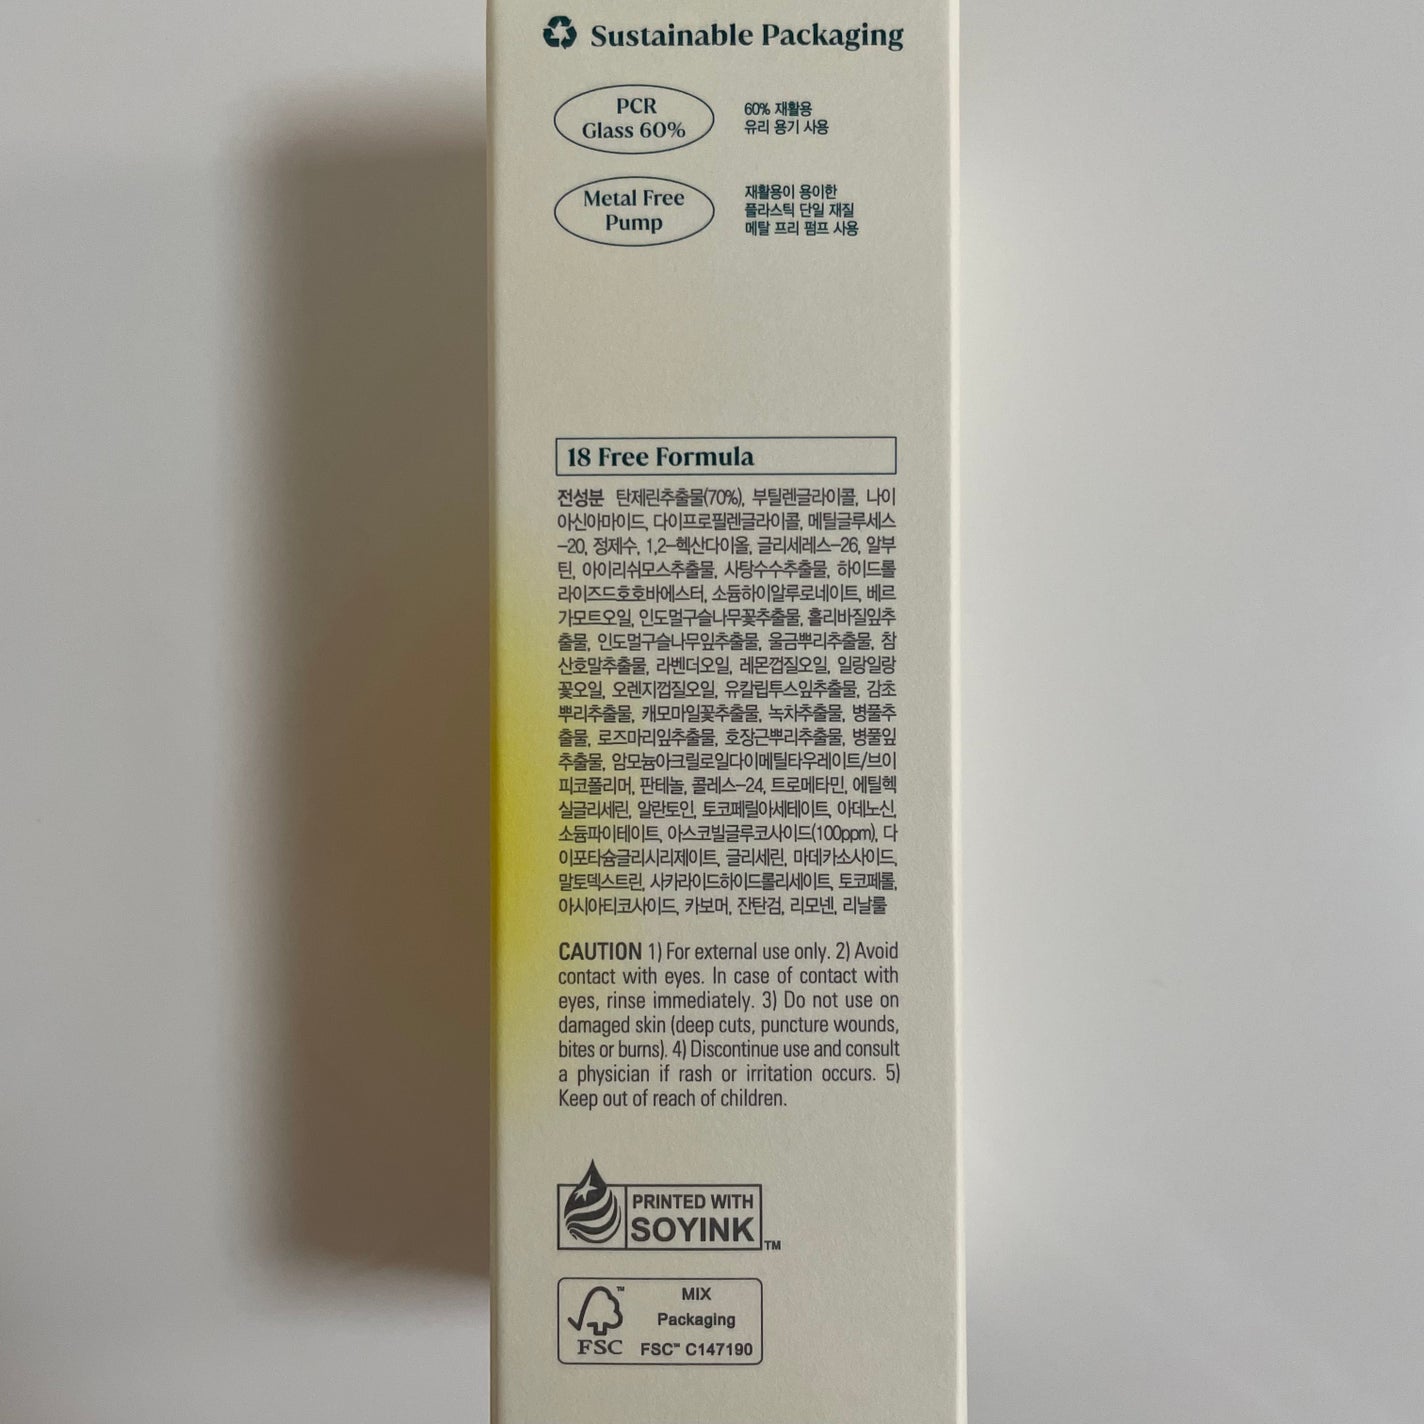 Sustainable Packaging
PCR
Glass 60%
60% 재활용
유리 용기 사용
Metal Free
Pump
재활용이 용이한
플라스틱 단일 재질
메탈 프리 펌프 사용
18 Free Formula
전성분 탄제린추출물(70%), 부틸렌글라이콜, 나이
아신아마이드, 다이프로필렌글라이콜, 메틸글루세스
-20, 정제수, 1,2-헥산다이올, 글리세레스-26, 알부
틴, 아이리쉬모스추출물, 사탕수수추출물, 하이드롤
라이즈드호호바에스터, 소듐하이알루로네이트, 베르
가모트오일, 인도멀구슬나무꽃추출물, 홀리바질잎추
출물, 인도멀구슬나무잎추출물, 울금뿌리추출물, 참
산호말추출물, 라벤더오일, 레몬껍질오일, 일랑일랑
꽃오일, 오렌지껍질오일, 유칼립투스잎추출물, 감초
뿌리추출물, 캐모마일꽃추출물, 녹차추출물, 병풀추
출물, 로즈마리잎추출물, 호장근뿌리추출물, 병풀잎
추출물, 암모늄아크릴로일다이메틸타우레이트/브이
피코폴리머, 판테놀, 콜레스-24, 트로메타민, 에틸헥
실글리세린, 알란토인, 토코페릴아세테이트, 아데노신,
소듐파이테이트, 아스코빌글루코사이드(100ppm), 다
이포타슘글리시리제이트, 글리세린, 마데카소사이드,
말토덱스트린, 사카라이드하이드롤리세이트, 토코페롤,
아시아티코사이드, 카보머, 잔탄검, 리모넨, 리날룰
CAUTION 1) For external use only. 2) Avoid
contact with eyes. In case of contact with
eyes, rinse immediately. 3) Do not use on
damaged skin (deep cuts, puncture wounds,
bites or burns). 4) Discontinue use and consult
a physician if rash or irritation occurs. 5)
Keep out of reach of children.
PRINTED WITH
SOYINK TM
FSC™
MIX
Packaging
FSC™ C147190